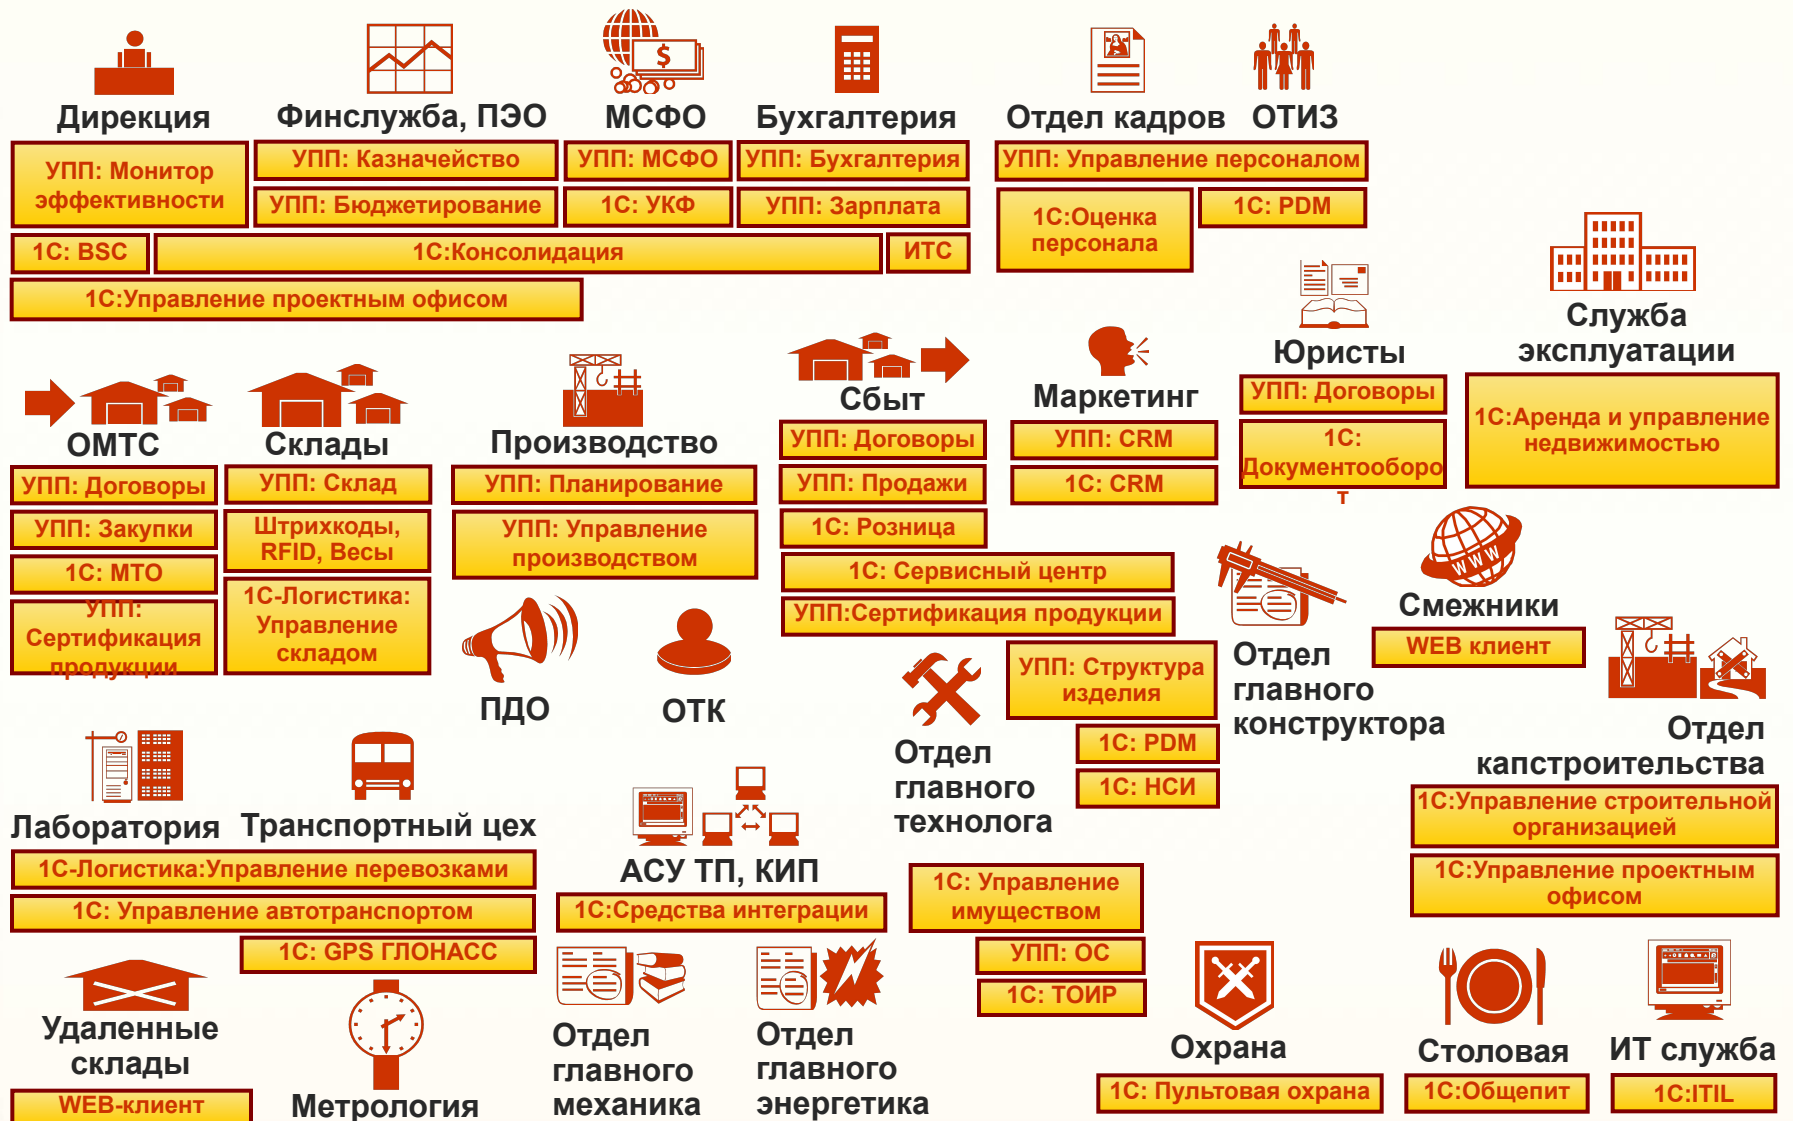 Дирекция
УПП: Монитор
эффективности
Финслужба, ПЭО
УПП: Казначейство
УПП: Бюджетирование
МСФО
УПП: МСФО
1С: УКФ
Бухгалтерия
УПП: Бухгалтерия
УПП: Зарплата
1С: BSC
1С:Консолидация
ИТС
1С:Управление проектным офисом
Отдел кадров
ОТИЗ
УПП: Управление персоналом
1С:Оценка
персонала
1С: PDM
Юристы
УПП: Договоры
1С:
Документооборо
т
Служба
эксплуатации
1С:Аренда и управление
недвижимостью
ОМТС
УПП: Договоры
УПП: Закупки
1С: МТО
УПП:
Сертификация
продукции
Склады
УПП: Склад
Штрихкоды,
RFID, Весы
1С-Логистика:
Управление
складом
Производство
УПП: Планирование
УПП: Управление
производством
ПДО
ОТК
Сбыт
УПП: Договоры
УПП: Продажи
1С: Розница
1С: Сервисный центр
УПП:Сертификация продукции
Маркетинг
УПП: CRM
1С: CRM
Смежники
WWW
WEB клиент
Отдел
главного
технолога
УПП: Структура
изделия
1С: PDM
1С: НСИ
Отдел
главного
конструктора
Отдел
капстроительства
1С:Управление строительной
организацией
1С:Управление проектным
офисом
Лаборатория
Транспортный цех
1С-Логистика:Управление перевозками
1С: Управление автотранспортом
1С: GPS ГЛОНАСС
АСУ ТП, КИП
1С:Средства интеграции
1С: Управление
имуществом
УПП: ОС
1С: ТОИР
Удаленные
склады
WEB-клиент
Метрология
Отдел
главного
механика
Отдел
главного
энергетика
Охрана
1С: Пультовая охрана
Столовая
1С:Общепит
ИТ служба
1С:ITIL